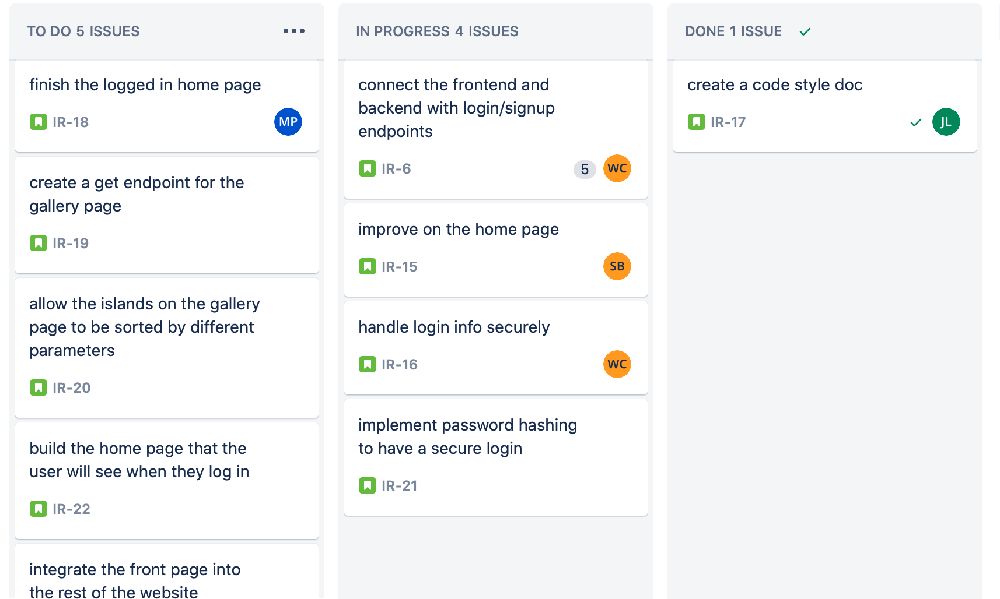 TO DO 5 ISSUES
finish the logged in home page
IR-18
MP
create a get endpoint for the
gallery page
IR-19
allow the islands on the gallery
page to be sorted by different
parameters
IR-20
build the home page that the
user will see when they log in
IR-22
integrate the front page into
the rest of the website
IN PROGRESS 4 ISSUES
connect the frontend and
backend with login/signup
endpoints
IR-6
5
WC
improve on the home page
IR-15
SB
handle login info securely
IR-16
WC
implement password hashing
to have a secure login
IR-21
DONE 1 ISSUE
create a code style doc
IR-17
JL